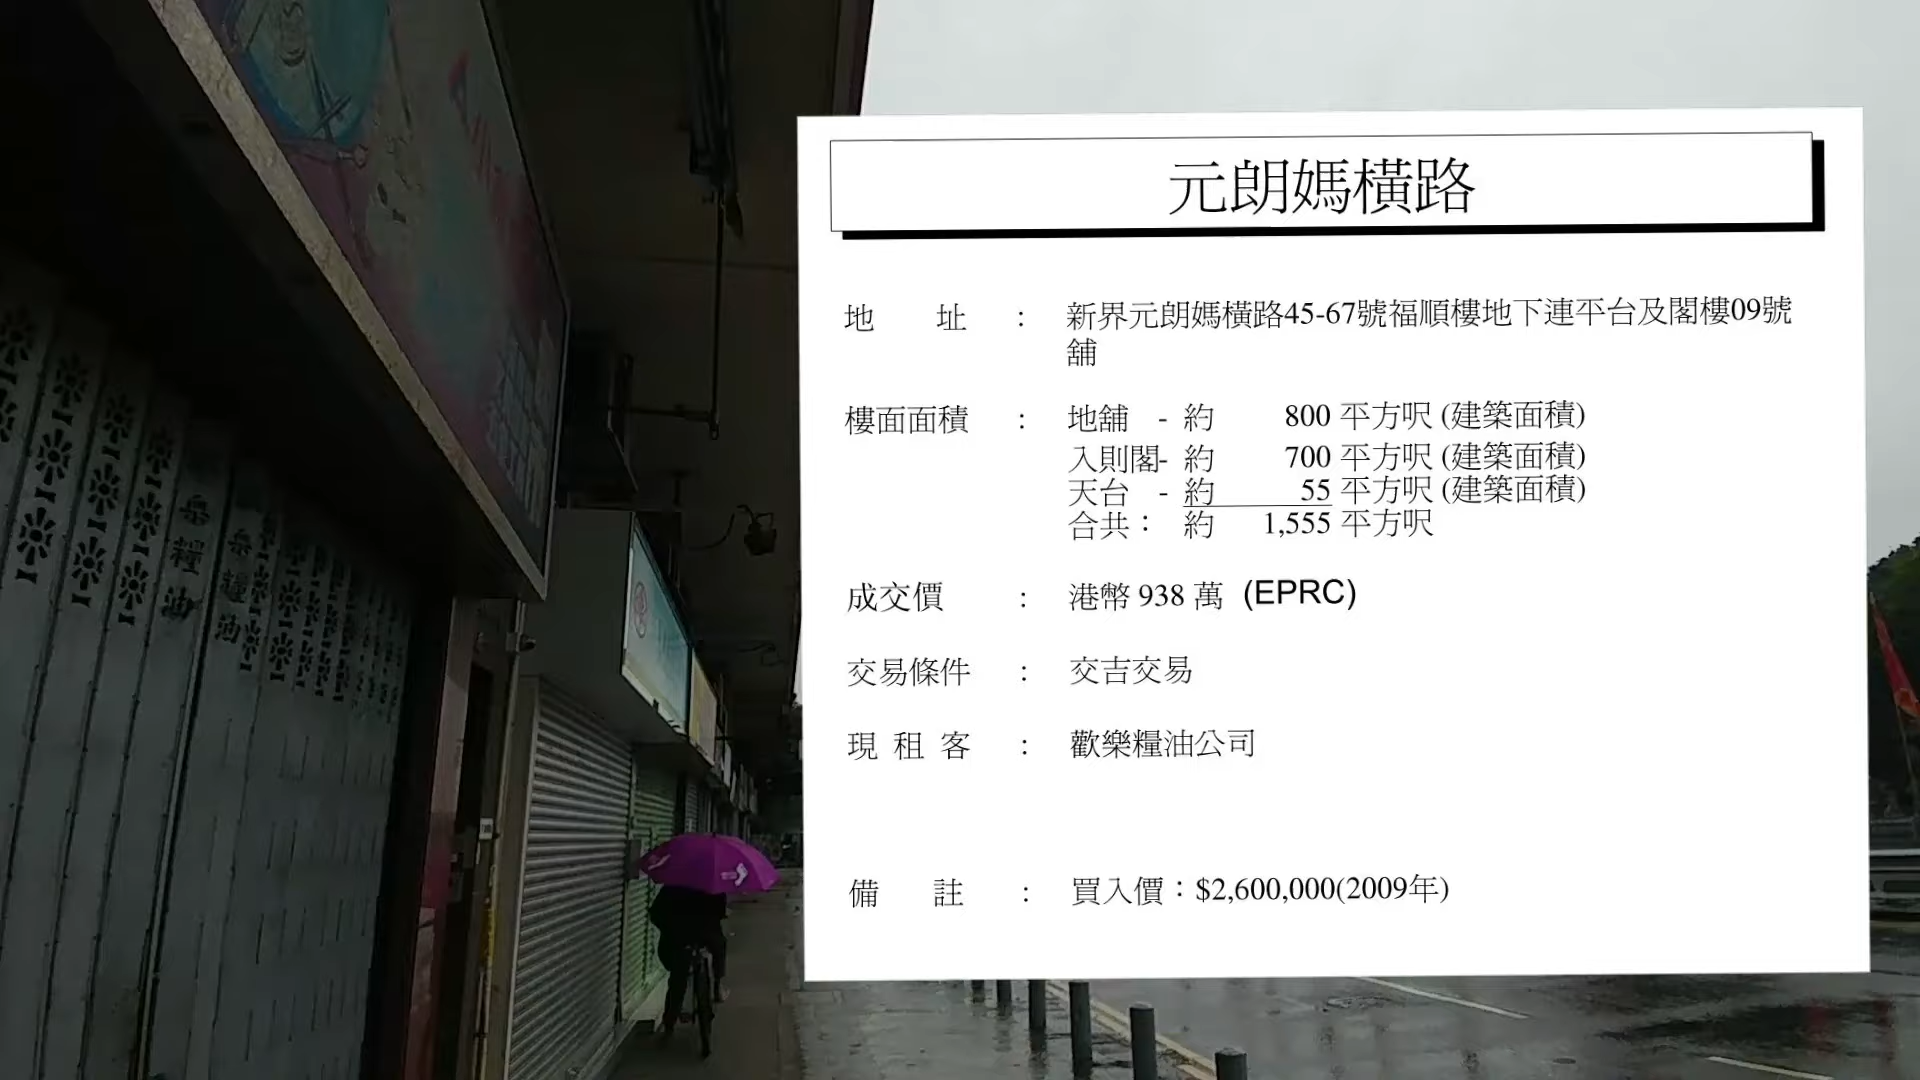 元朗媽橫路
地 址 : 新界元朗媽橫路45-67號福順樓地下連平台及閣樓09號
舖
樓面面積 : 地舖 - 約 800 平方呎 (建築面積)
入則閣- 約 700 平方呎 (建築面積)
天台 - 約 55 平方呎 (建築面積)
合共： 約 1,555 平方呎
成交價 : 港幣 938 萬 (EPRC)
交易條件 : 交吉交易
現 租 客 : 歡樂糧油公司
備 註 : 買入價：$2,600,000(2009年)
糧
油
糧
油